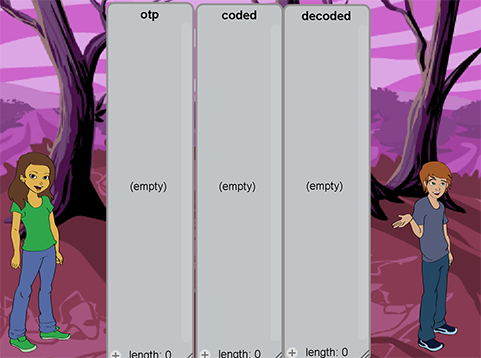 otp
(empty)
+ length: 0
coded
(empty)
+ length: 0
decoded
(empty)
+ length: 0